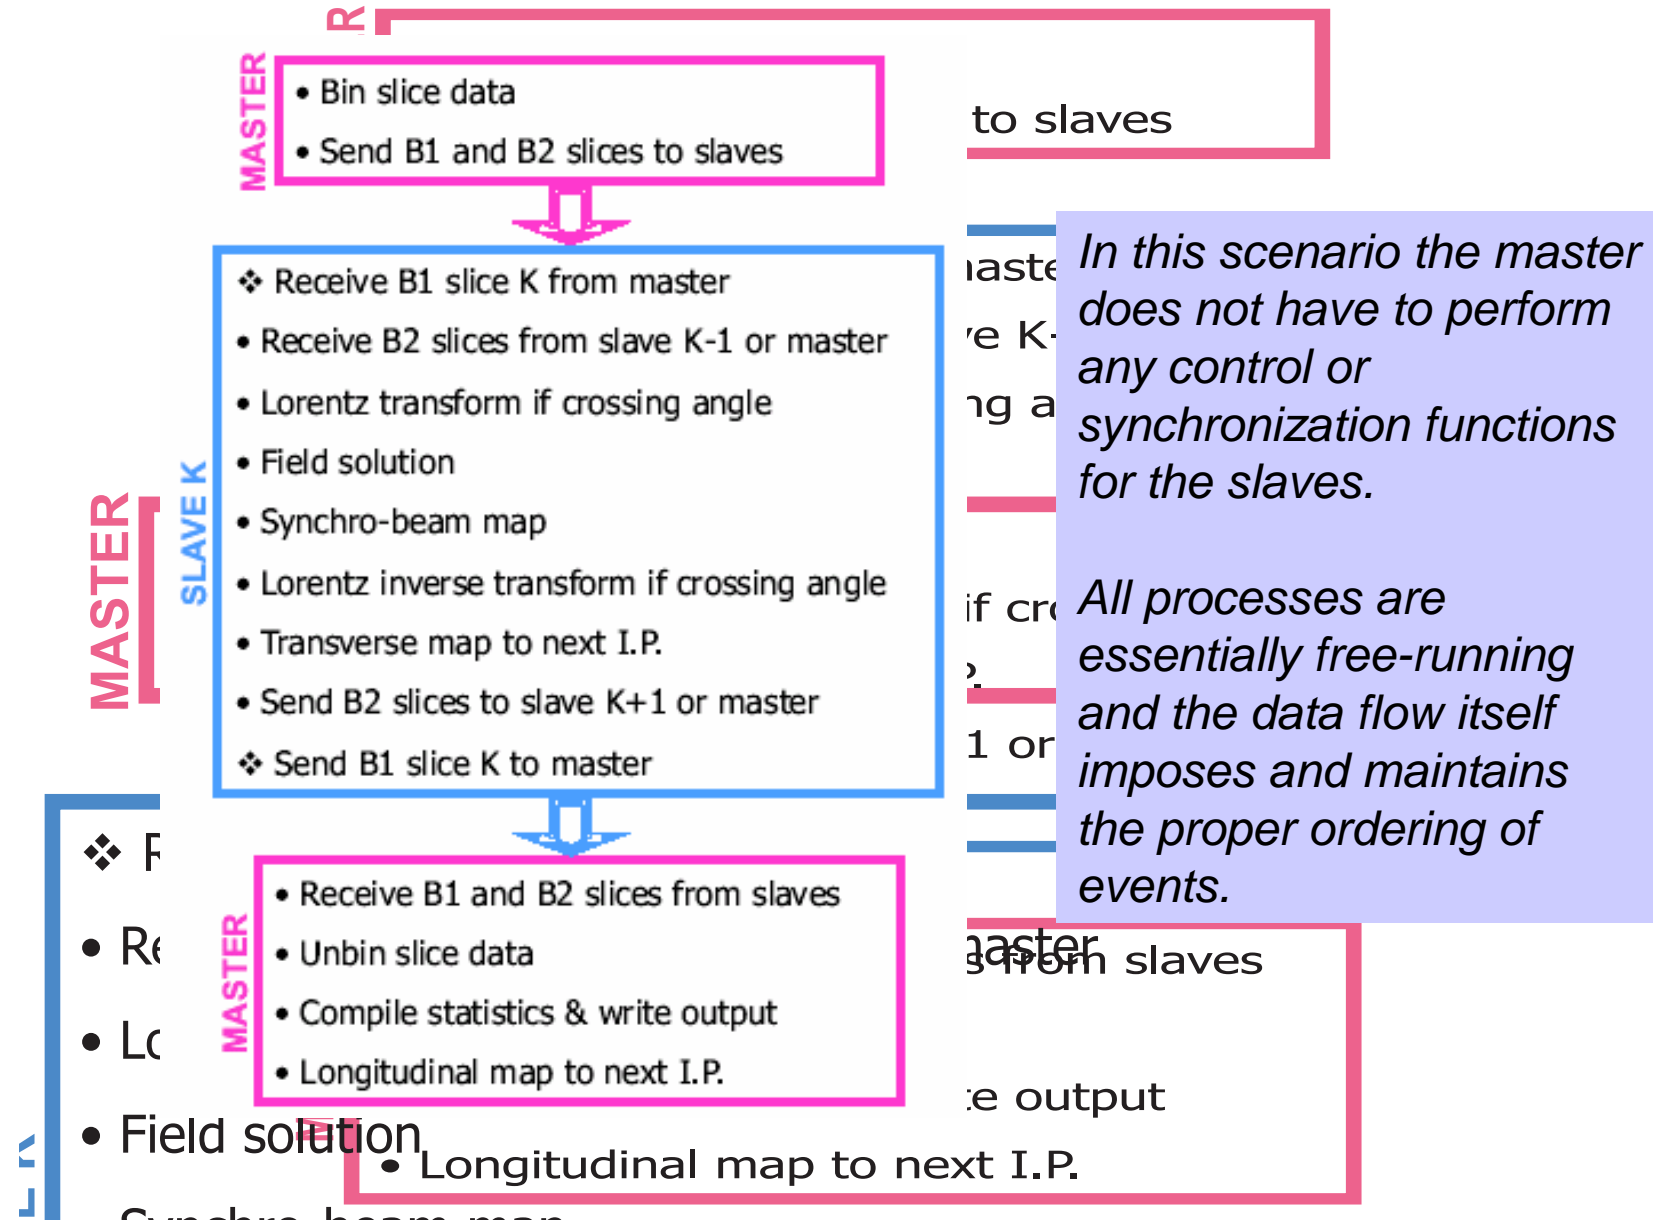 MASTER
• Bin slice data
• Send B1 and B2 slices to slaves
to slaves
SLAVE K
❖ Receive B1 slice K from master
• Receive B2 slices from slave K-1 or master
• Lorentz transform if crossing angle
• Field solution
• Synchro-beam map
• Lorentz inverse transform if crossing angle
• Transverse map to next I.P.
• Send B2 slices to slave K+1 or master
❖ Send B1 slice K to master
MASTER
• Receive B1 and B2 slices from slaves
• Unbin slice data
• Compile statistics & write output
• Longitudinal map to next I.P.
In this scenario the master
does not have to perform
any control or
synchronization functions
for the slaves.
All processes are
essentially free-running
and the data flow itself
imposes and maintains
the proper ordering of
events.
MASTER
if
1 or
from slaves
output
• Field solution
• Longitudinal map to next I.P.